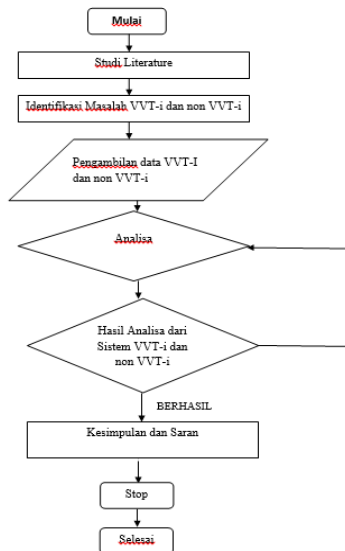 Mulai
Studi Literature
Identifikasi Masalah VVT-i dan non VVT-i
Pengambilan data VVT-I
dan non VVT-i
Analisa
Hasil Analisa dari
Sistem VVT-i dan
non VVT-i
BERHASIL
Kesimpulan dan Saran
Stop
Selesai